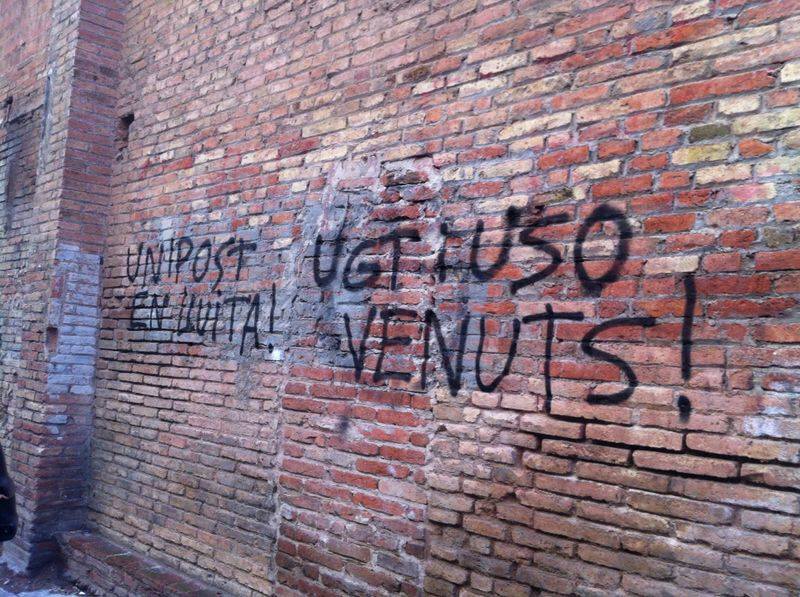 UNIPOST
EN LLUITA!
UGT I USO
VENUTS!